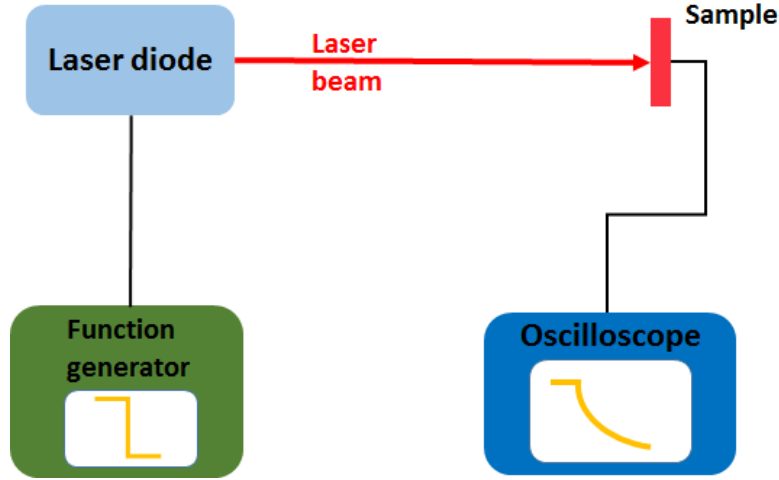 Sample
Laser diode
Laser
beam
Function
generator
Oscilloscope